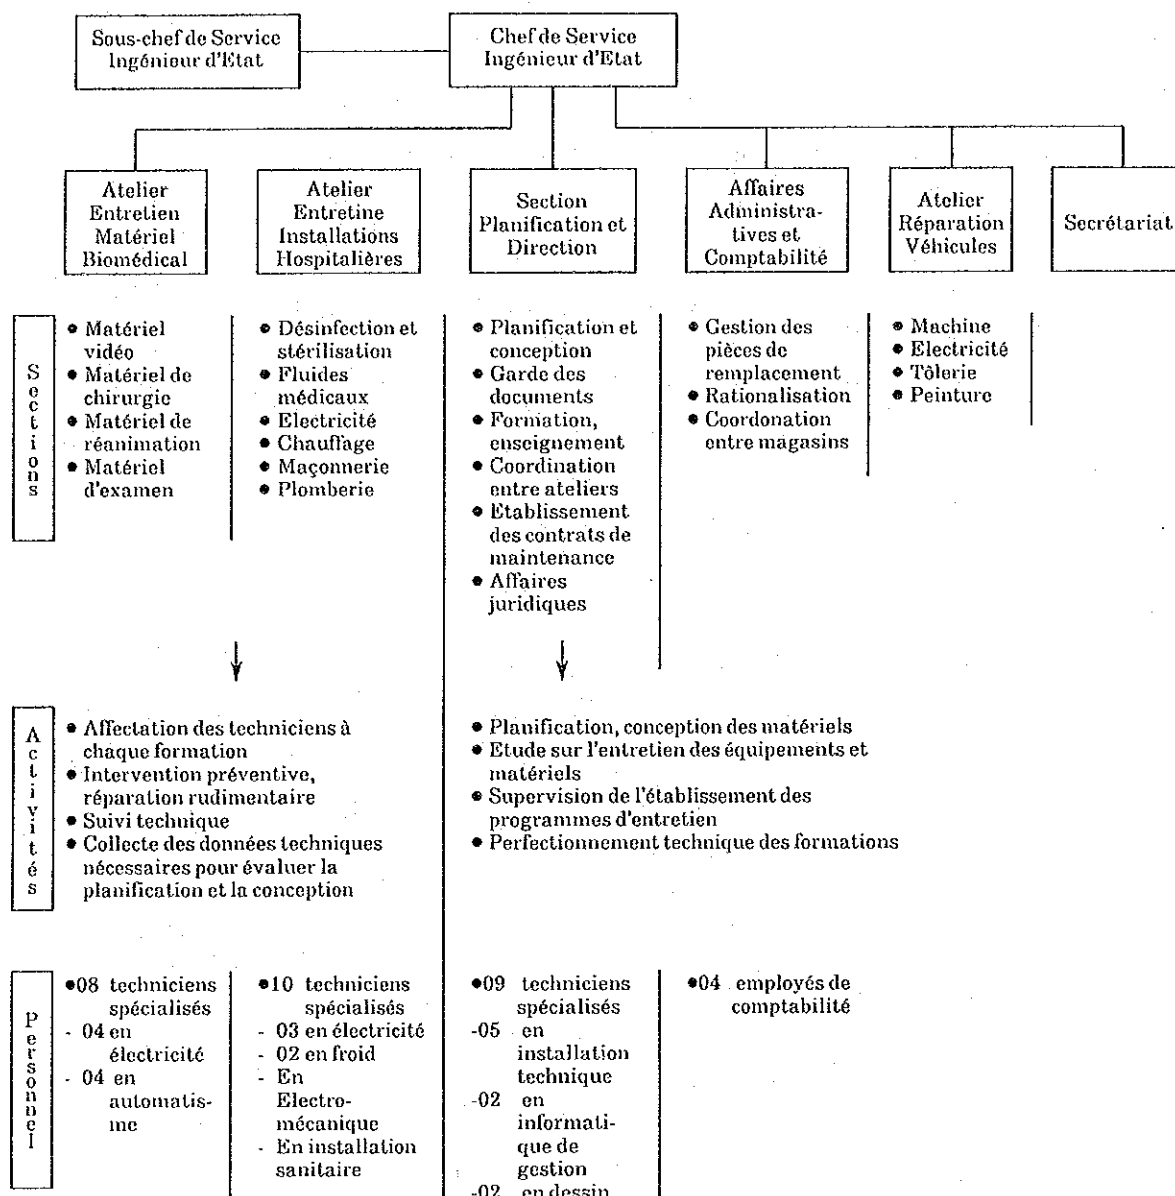 Sous-chef de Service
Ingénieur d'Etat
Chef de Service
Ingénieur d'Etat
Atelier
Entretien
Matériel
Biomédical
Atelier
Entretine
Installations
Hospitalières
Section
Planification et
Direction
Affaires
Administra-
tives et
Comptabilité
Atelier
Réparation
Véhicules
Secrétariat
Sections
● Matériel
vidéo
● Matériel de
chirurgie
● Matériel de
réanimation
● Matériel
d'examen
● Désinfection et
stérilisation
● Fluides
médicaux
● Electricité
● Chauffage
● Maçonnerie
● Plomberie
● Planification et
conception
● Garde des
documents
● Formation,
enseignement
● Coordination
entre ateliers
● Etablissement
des contrats de
maintenance
● Affaires
juridiques
● Gestion des
pièces de
remplacement
● Rationalisation
● Coordonation
entre magasins
● Machine
● Electricité
● Tôlerie
● Peinture
Activités
● Affectation des techniciens à
chaque formation
● Intervention préventive,
réparation rudimentaire
● Suivi technique
● Collecte des données techniques
nécessaires pour évaluer la
planification et la conception
● Planification, conception des matériels
● Etude sur l'entretien des équipements et
matériels
● Supervision de l'établissement des
programmes d'entretien
● Perfectionnement technique des formations
Personnel
●08 techniciens
spécialisés
- 04 en
électricité
- 04 en
automatis-
me
●10 techniciens
spécialisés
- 03 en électricité
- 02 en froid
- En
Electro-
mécanique
- En installation
sanitaire
●09 techniciens
spécialisés
-05 en
installation
technique
-02 en
informati-
que de
gestion
-02 en dessin
●04 employés de
comptabilité